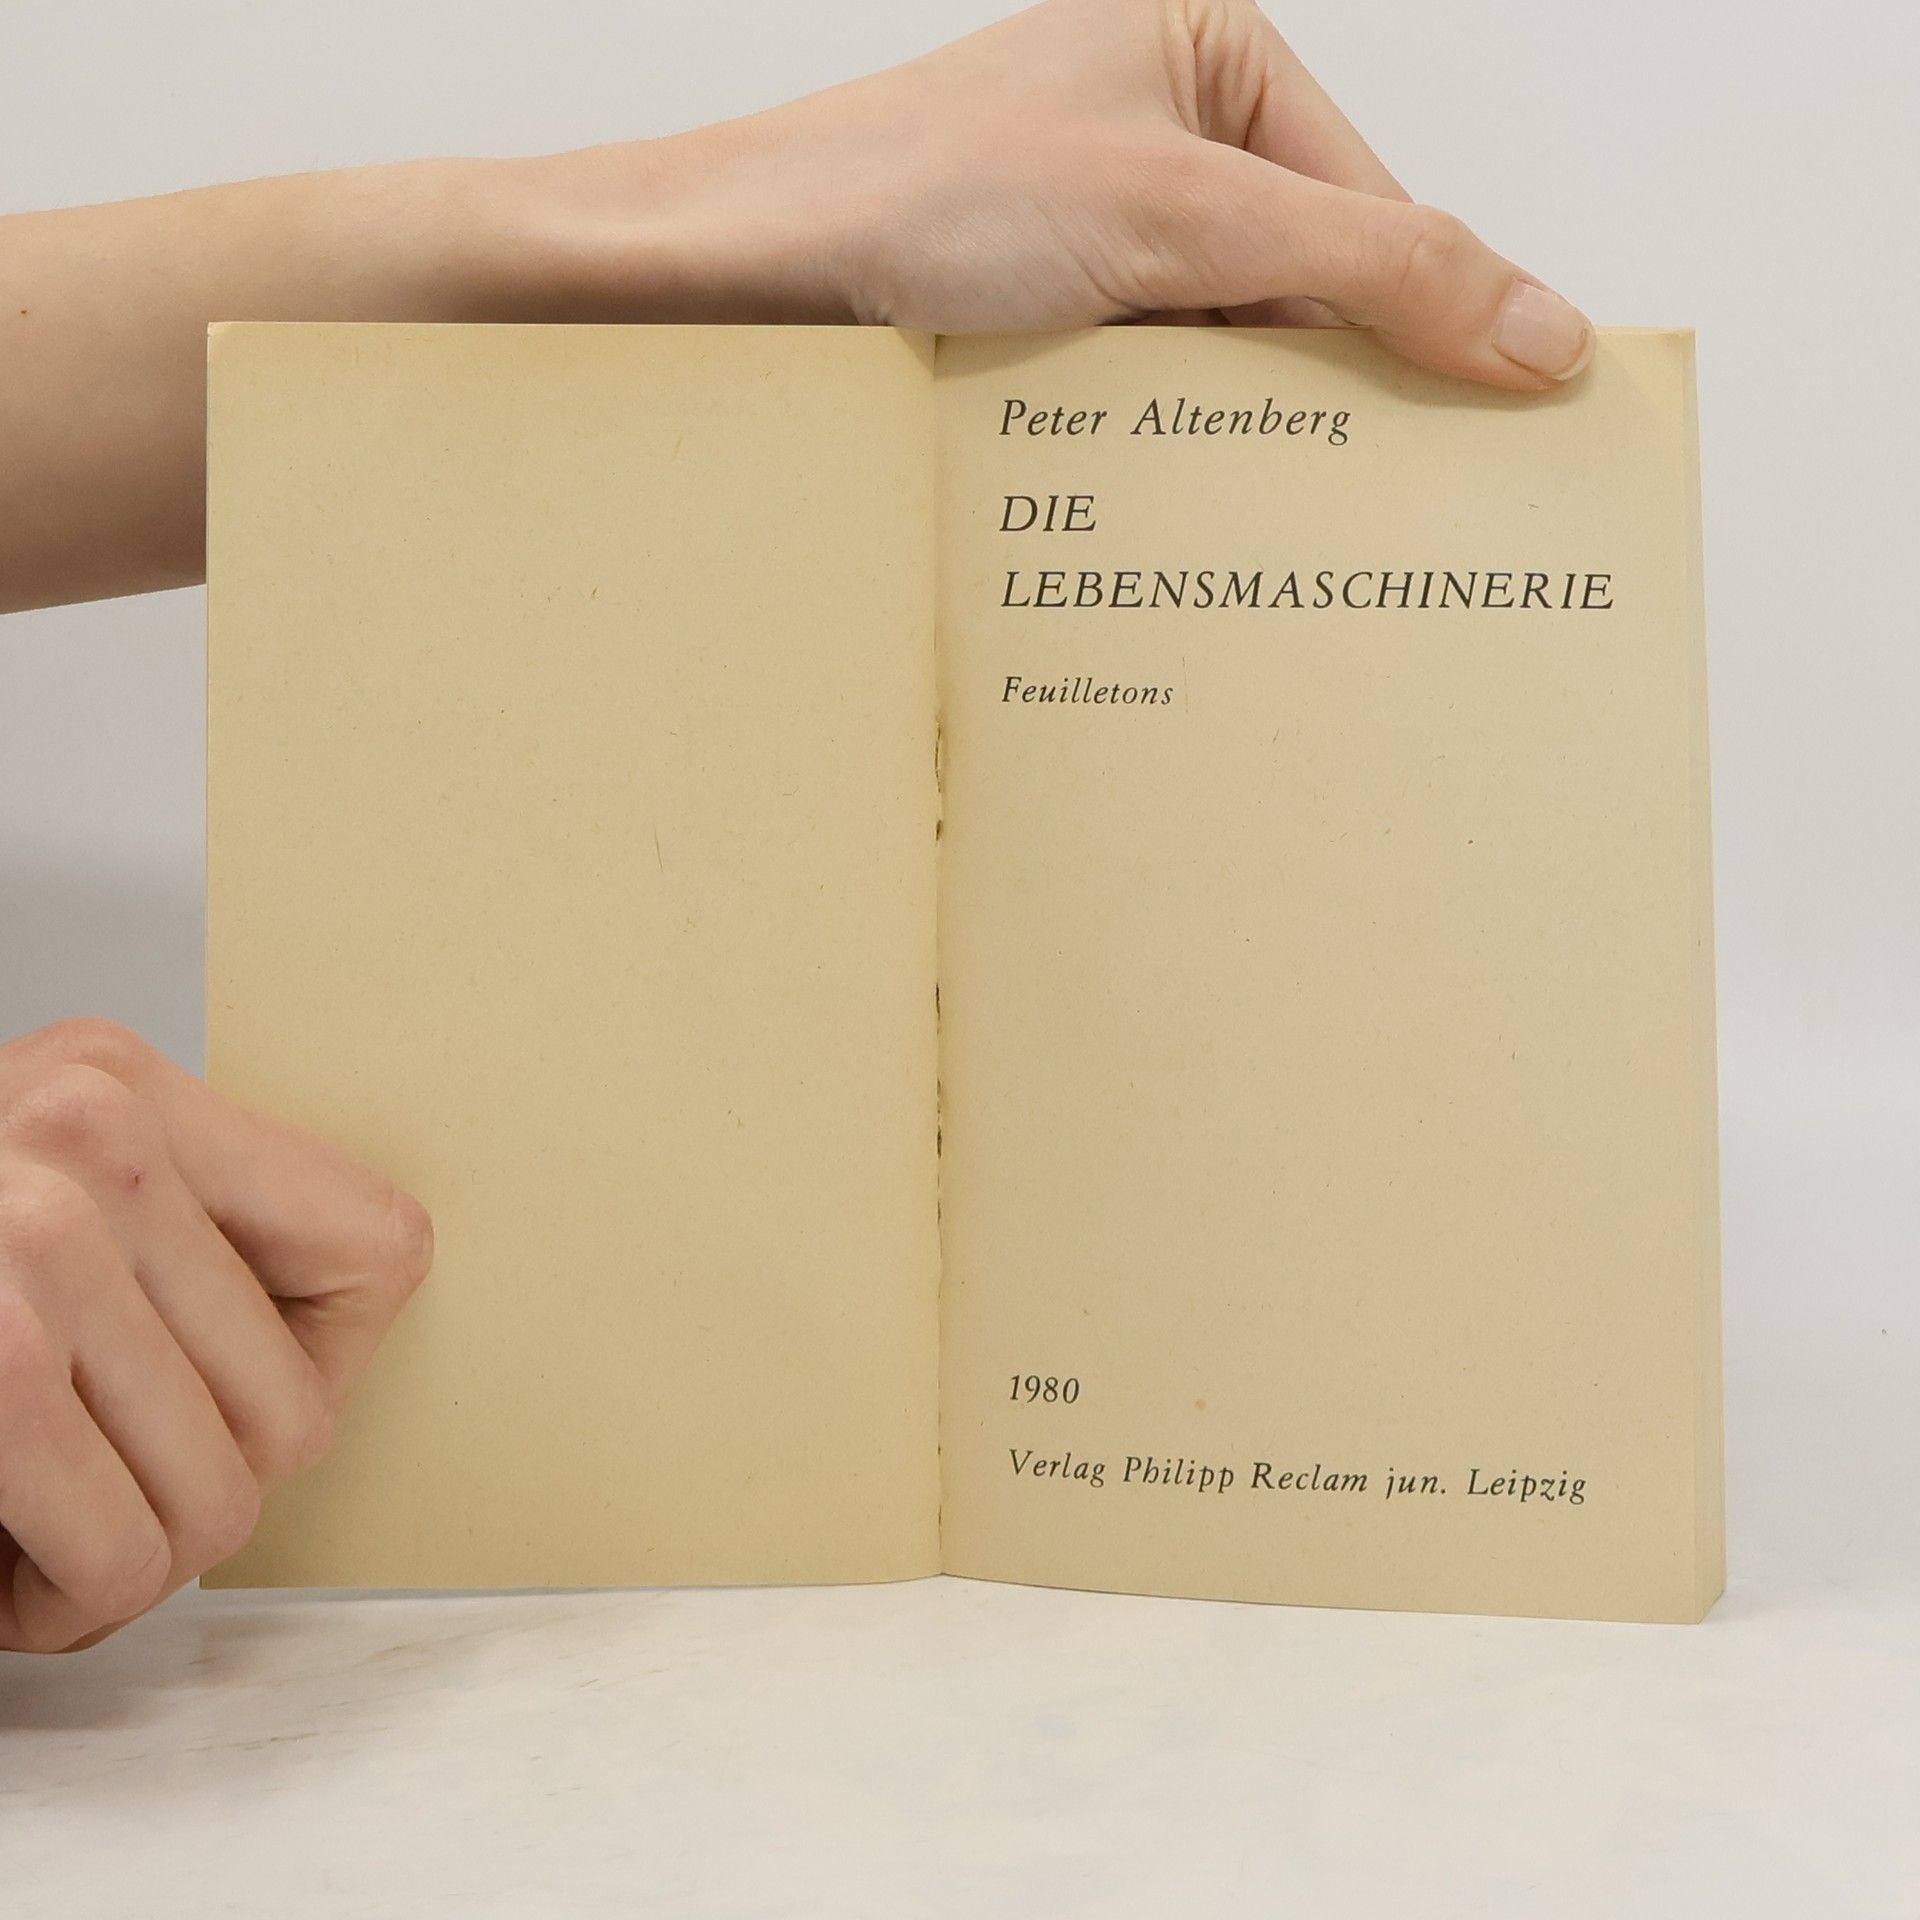 Peter Altenberg
DIE
LEBENSMASCHINERIE
Feuilletons
1980
Verlag Philipp Reclam jun. Leipzig